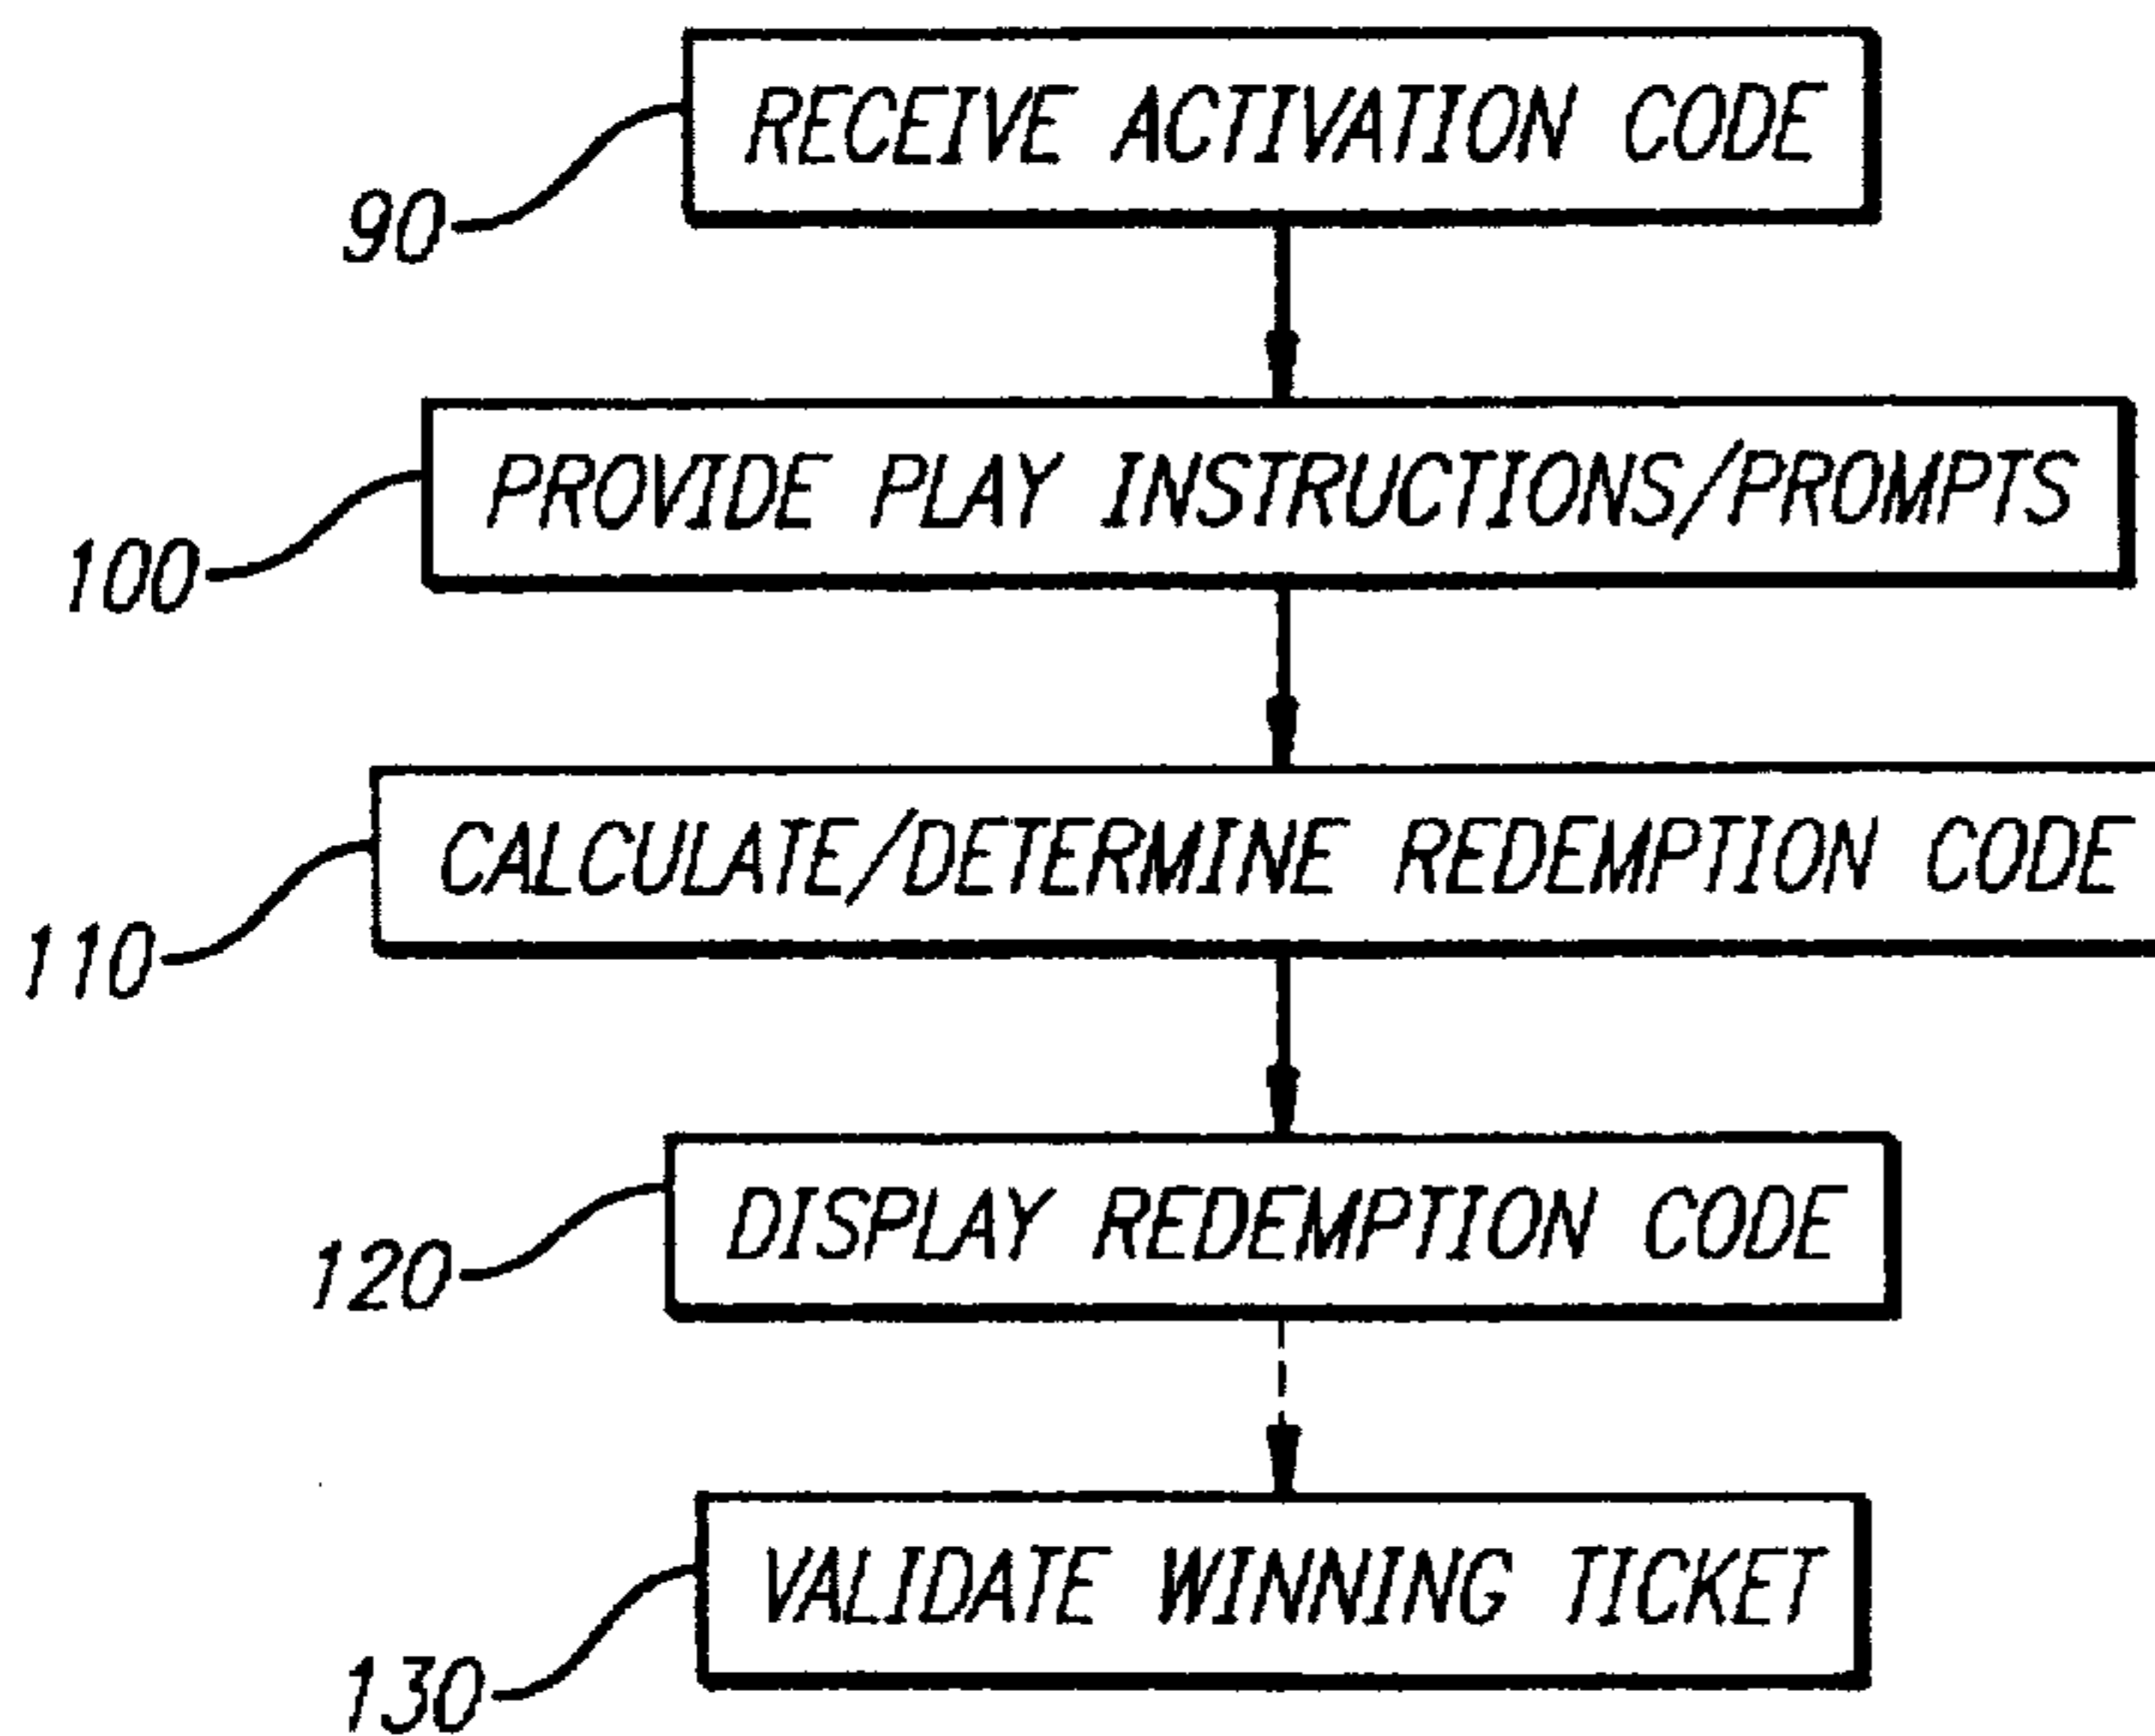 RECEIVE ACTIVATION CODE
90
PROVIDE PLAY INSTRUCTIONS/PROMPTS
100
CALCULATE/DETERMINE REDEMPTION CODE
110
DISPLAY REDEMPTION CODE
120
VALIDATE WINNING TICKET
130